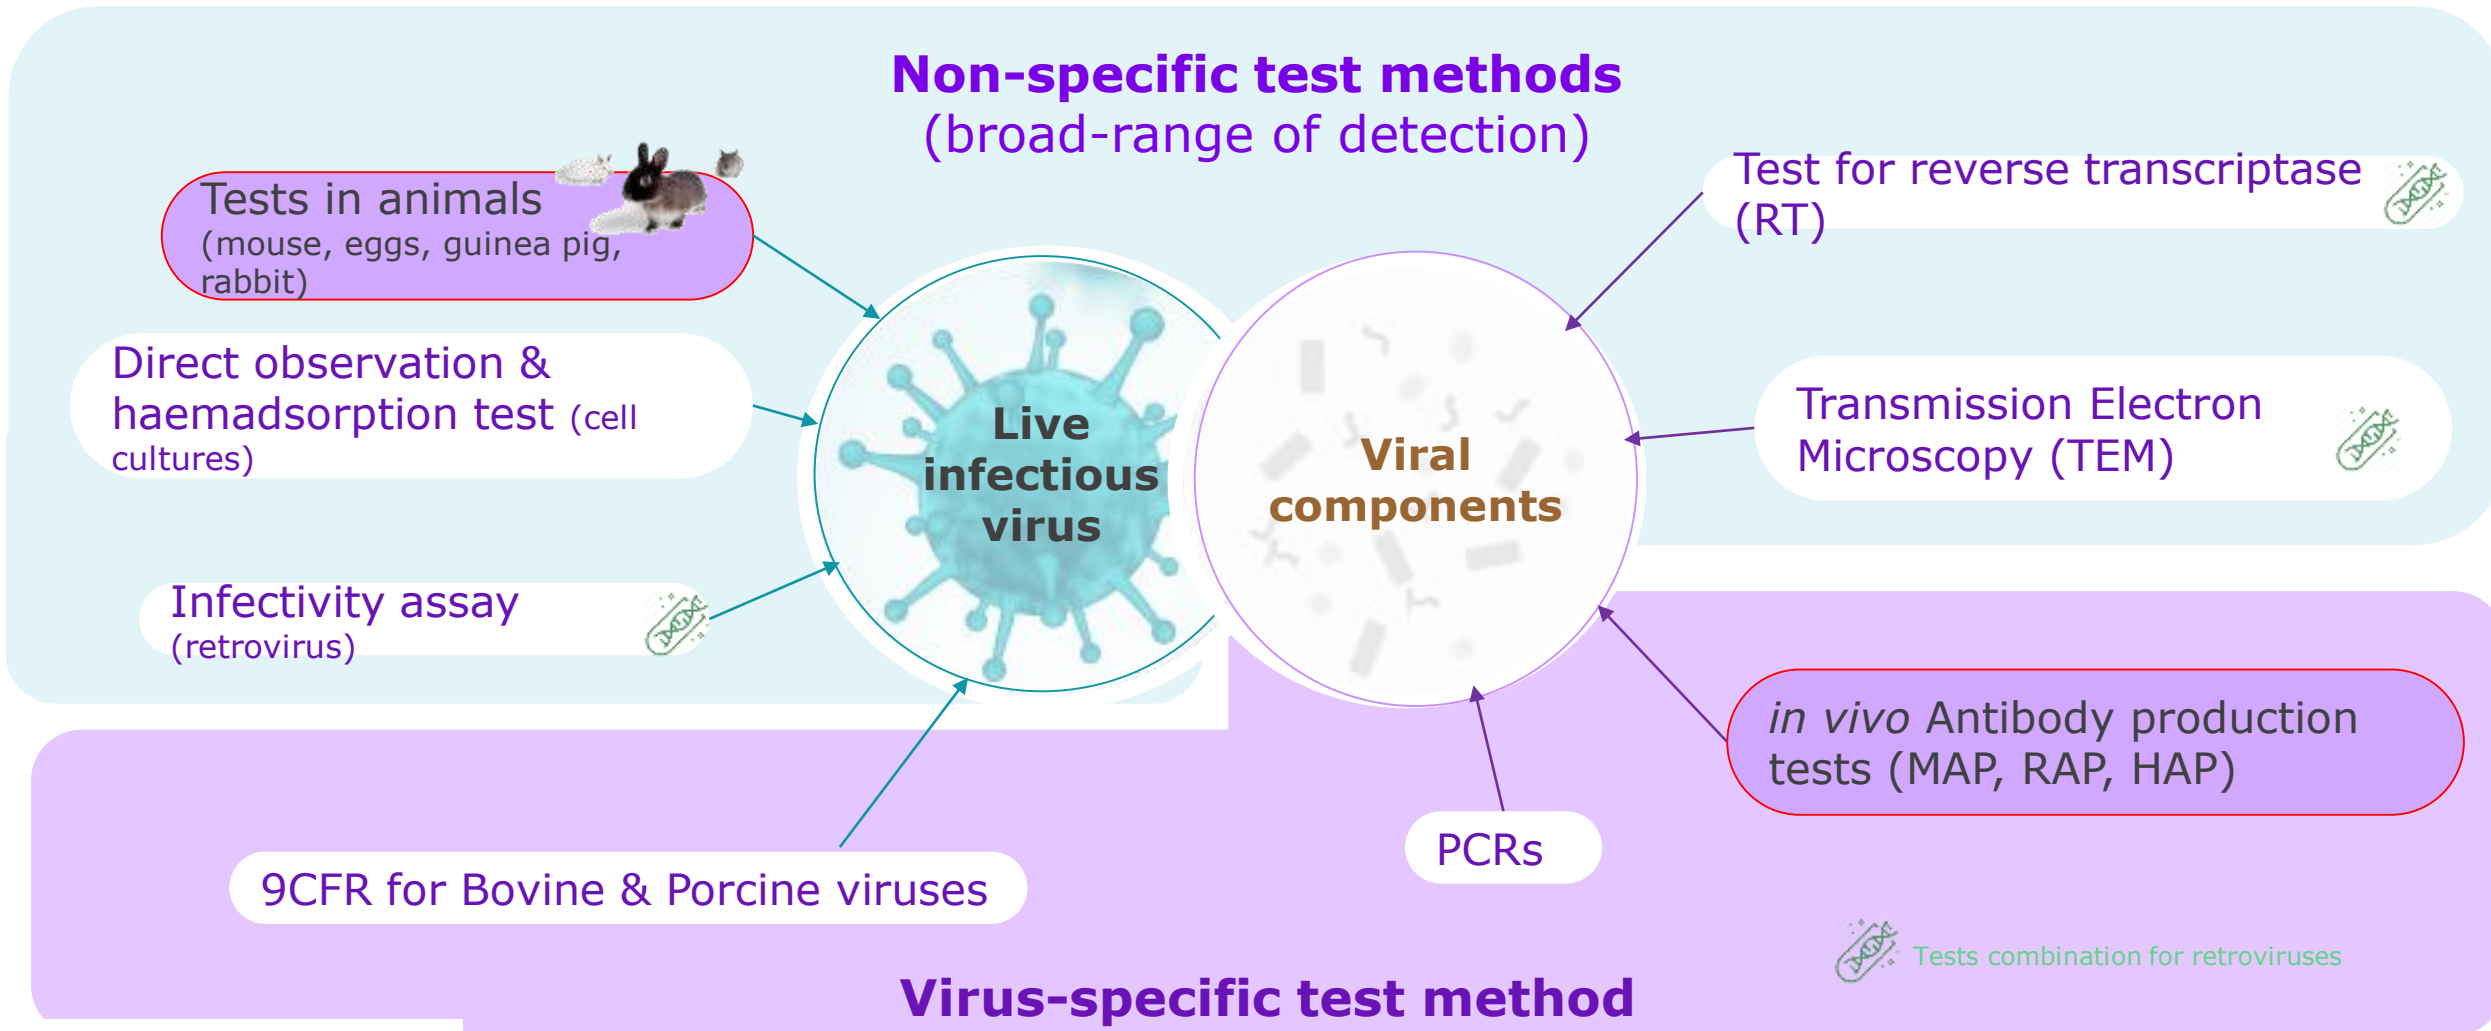 Non-specific test methods
(broad-range of detection)
Tests in animals
(mouse, eggs, guinea pig,
rabbit)
Direct observation &
haemadsorption test (cell
cultures)
Infectivity assay
(retrovirus)
Live
infectious
virus
Viral
components
Test for reverse transcriptase
(RT)
Transmission Electron
Microscopy (TEM)
in vivo Antibody production
tests (MAP, RAP, HAP)
PCRs
9CFR for Bovine & Porcine viruses
Tests combination for retroviruses
Virus-specific test method